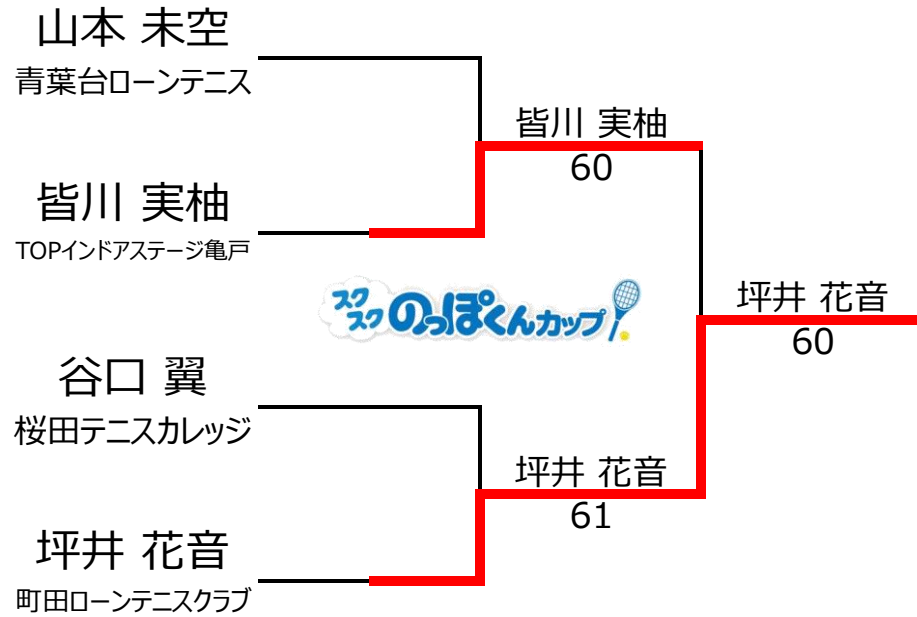 山本 未空
青葉台ローンテニス
皆川 実柚
60
皆川 実柚
TOPインドアステージ亀戸
スクスクのっぽくんカップ
坪井 花音
60
谷口 翼
桜田テニスカレッジ
坪井 花音
61
坪井 花音
町田ローンテニスクラブ